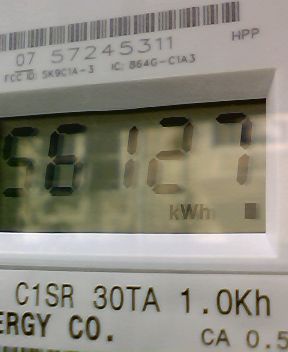 07 57245311
HPP
FCC ID: SK9C1A-3 IC: 864G-C1A3
56127
kWh
C1SR 30TA 1.0Kh
ERGY CO.
CA 0.5